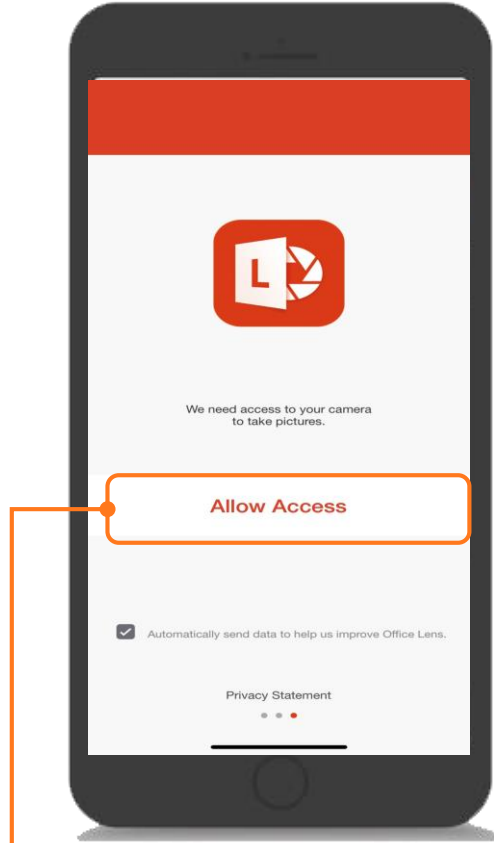 L
We need access to your camera
to take pictures.
Allow Access
Automatically send data to help us improve Office Lens.
Privacy Statement